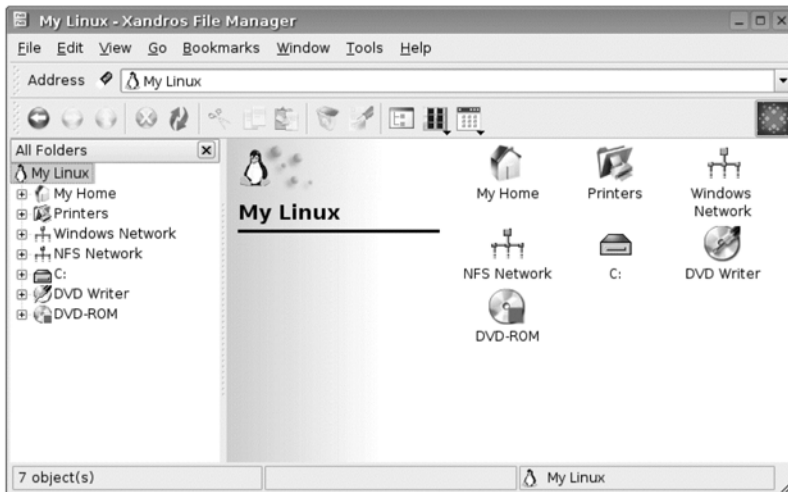 My Linux - Xandros File Manager
File Edit View Go Bookmarks Window Tools Help
Address My Linux
All Folders
My Linux
My Home
Printers
Windows Network
NFS Network
C:
DVD Writer
DVD-ROM
My Linux
My Home
Printers
Windows
Network
NFS Network
C:
DVD Writer
DVD-ROM
7 object(s)
My Linux